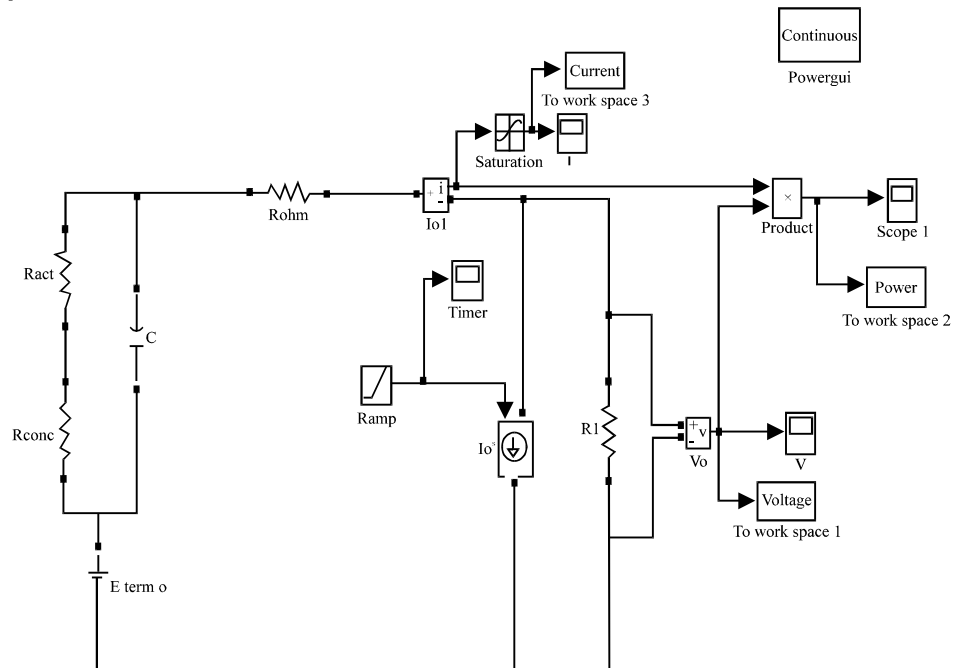 Continuous
Powergui
Current
To work space 3
Saturation
I
Rohm
+ i
-
Io1
×
Product
Scope 1
Ract
Timer
Power
To work space 2
C
Ramp
Rconc
Io
s
R1
+
v
-
Vo
V
Voltage
To work space 1
E term o